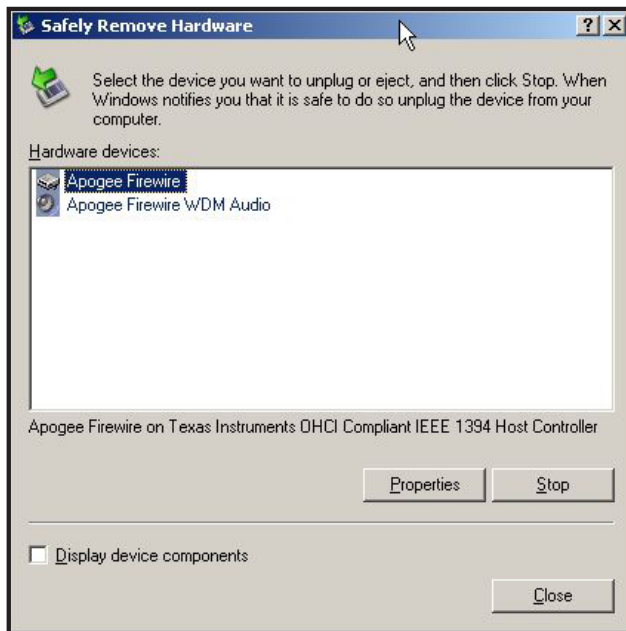 Safely Remove Hardware
Select the device you want to unplug or eject, and then click Stop. When
Windows notifies you that it is safe to do so unplug the device from your
computer.
Hardware devices:
Apogee Firewire
Apogee Firewire WDM Audio
Apogee Firewire on Texas Instruments OHCI Compliant IEEE 1394 Host Controller
Properties
Stop
Display device components
Close